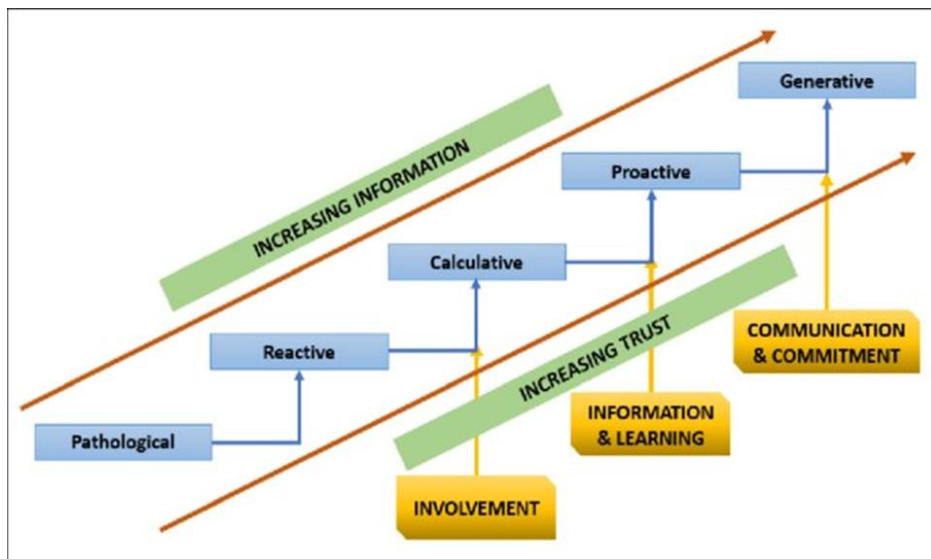 Generative
INCREASING INFORMATION
Proactive
Calculative
Reactive
INCREASING TRUST
COMMUNICATION
& COMMITMENT
INFORMATION
& LEARNING
Pathological
INVOLVEMENT